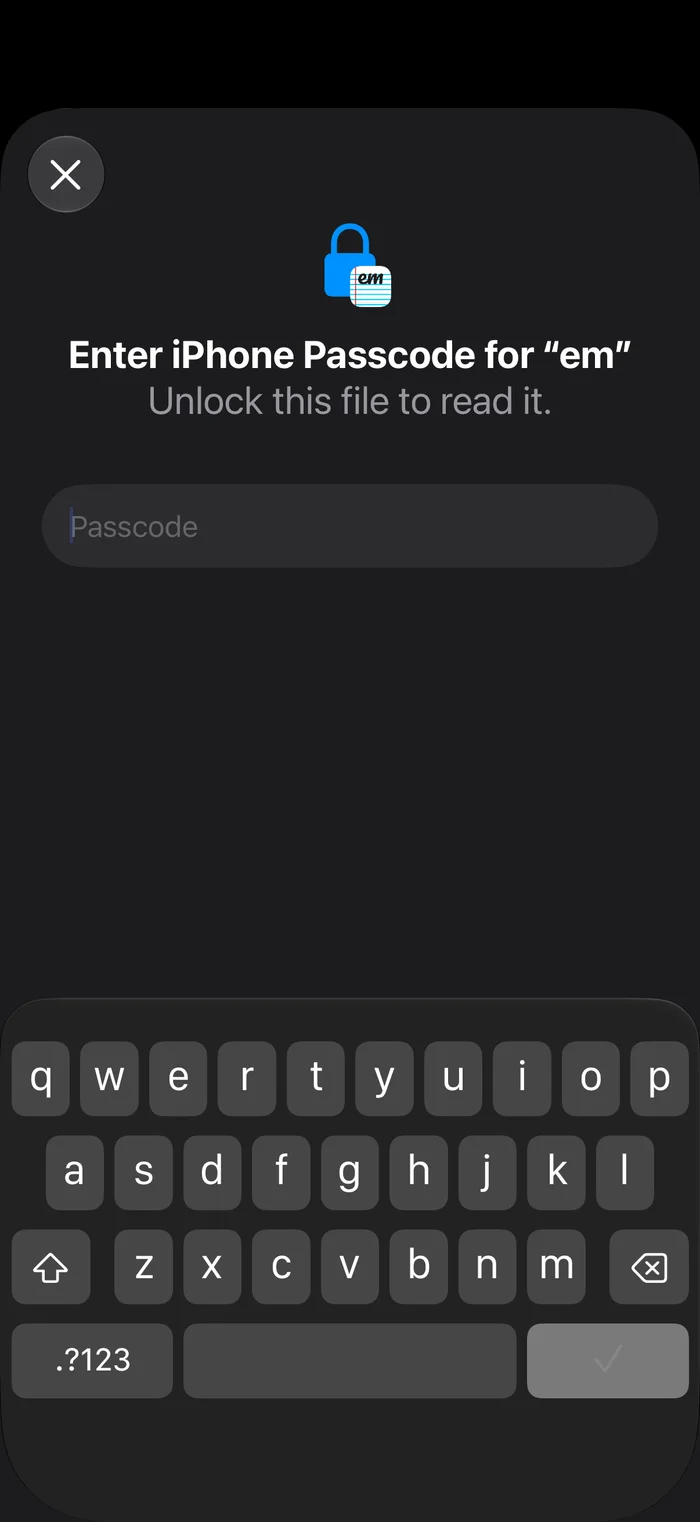 em
Enter iPhone Passcode for “em”
Unlock this file to read it.
Passcode
q w e r t y u i o p
a s d f g h j k l
z x c v b n m
.?123